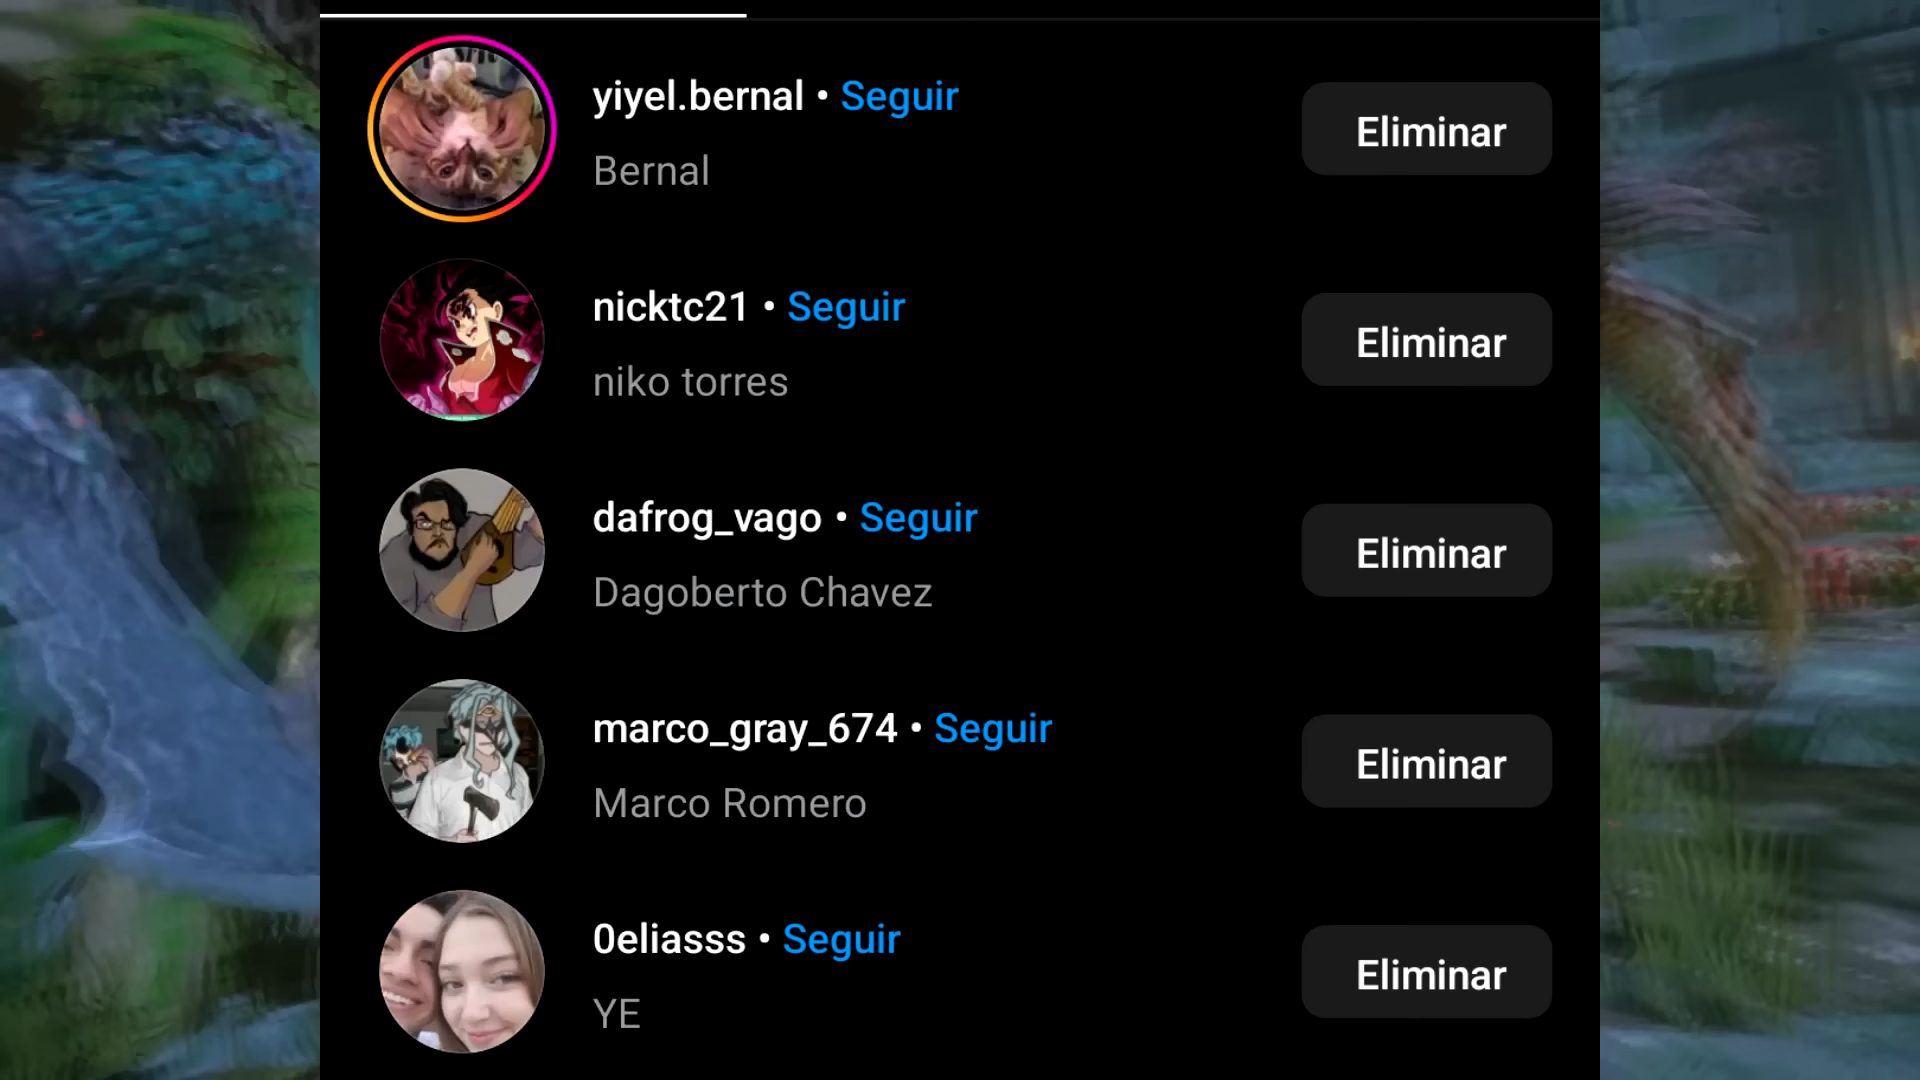 yiyel.bernal • Seguir
Bernal
Eliminar
nicktc21 • Seguir
niko torres
Eliminar
dafrog_vago • Seguir
Dagoberto Chavez
Eliminar
marco_gray_674 • Seguir
Marco Romero
Eliminar
0eliasss • Seguir
YE
Eliminar